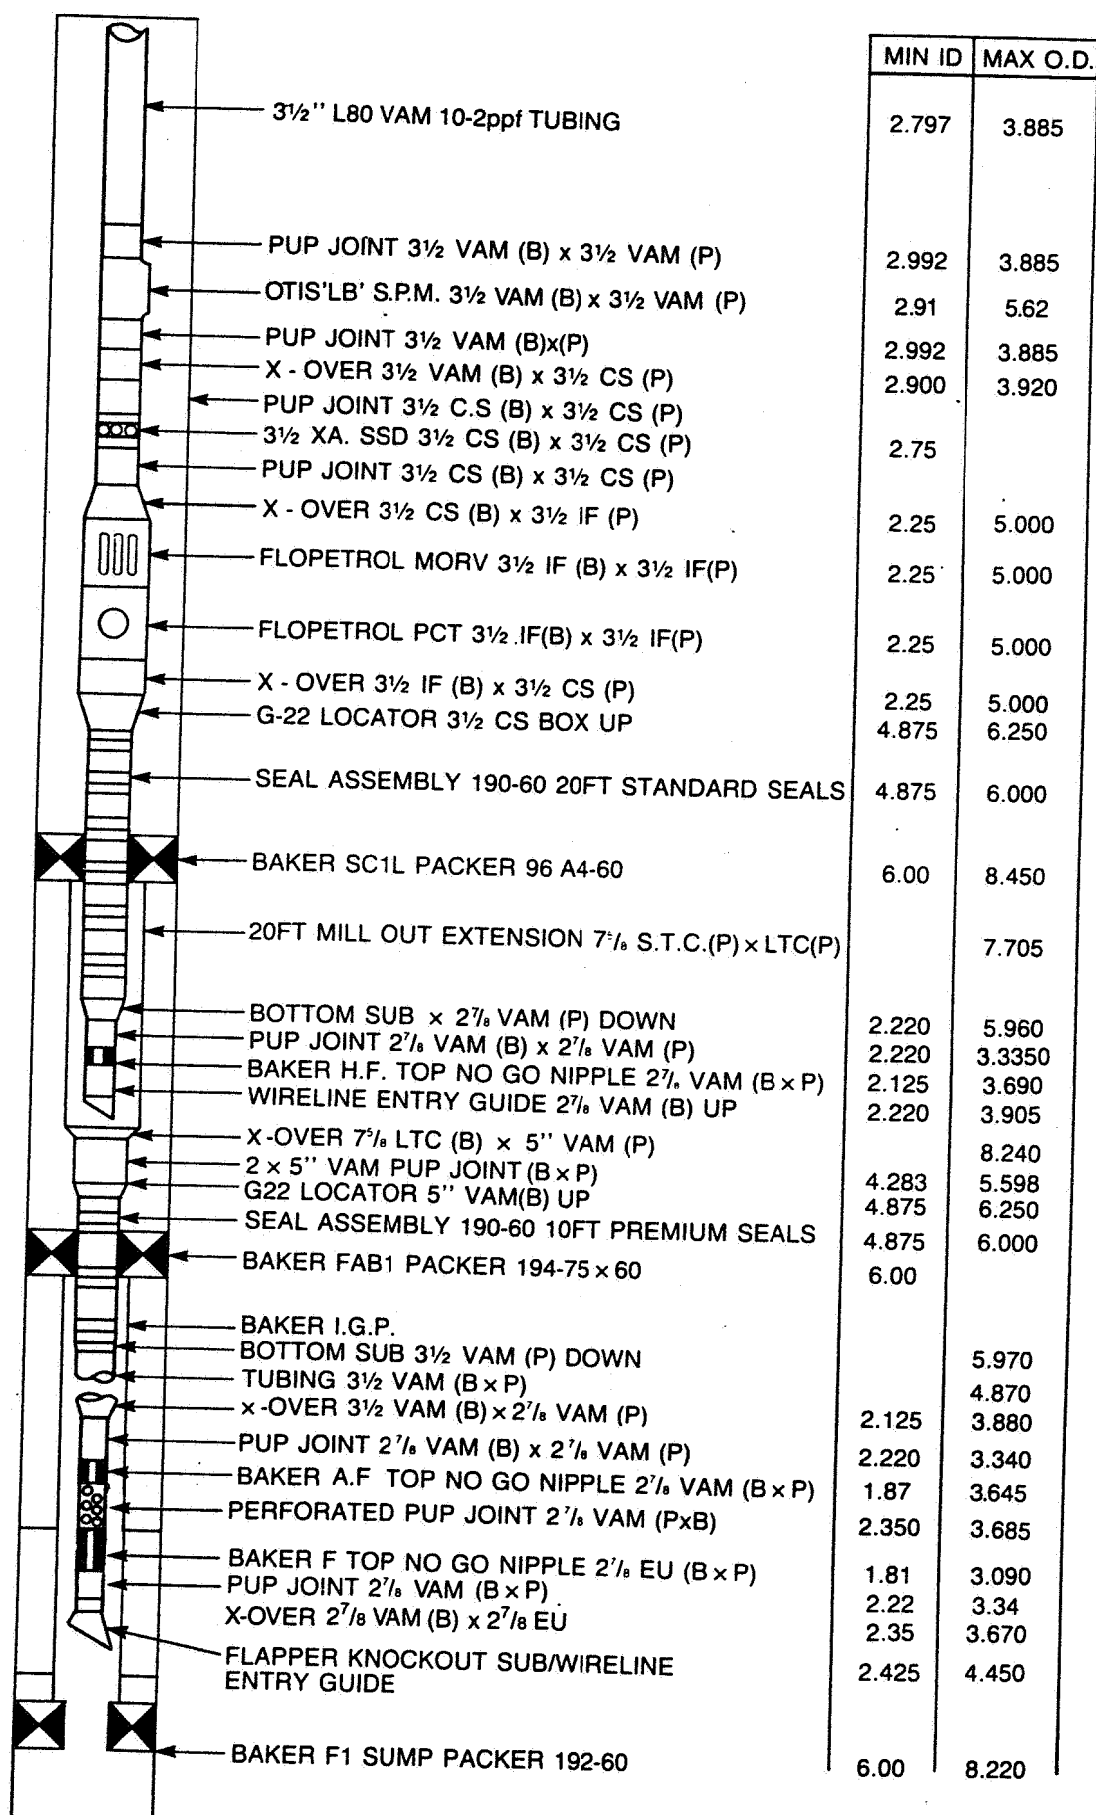 MIN ID MAX O.D.
3½" L80 VAM 10-2ppf TUBING 2.797 3.885
PUP JOINT 3½ VAM (B) x 3½ VAM (P) 2.992 3.885
OTIS'LB' S.P.M. 3½ VAM (B) x 3½ VAM (P) 2.91 5.62
PUP JOINT 3½ VAM (B)x(P) 2.992 3.885
X - OVER 3½ VAM (B) x 3½ CS (P) 2.900 3.920
PUP JOINT 3½ C.S (B) x 3½ CS (P)
3½ XA. SSD 3½ CS (B) x 3½ CS (P) 2.75
PUP JOINT 3½ CS (B) x 3½ CS (P)
X - OVER 3½ CS (B) x 3½ IF (P) 2.25 5.000
FLOPETROL MORV 3½ IF (B) x 3½ IF(P) 2.25 5.000
FLOPETROL PCT 3½ IF(B) x 3½ IF(P) 2.25 5.000
X - OVER 3½ IF (B) x 3½ CS (P) 2.25 5.000
G-22 LOCATOR 3½ CS BOX UP 4.875 6.250
SEAL ASSEMBLY 190-60 20FT STANDARD SEALS 4.875 6.000
BAKER SC1L PACKER 96 A4-60 6.00 8.450
20FT MILL OUT EXTENSION 7⅝ S.T.C.(P) x LTC(P) 7.705
BOTTOM SUB x 2⅞ VAM (P) DOWN 2.220 5.960
PUP JOINT 2⅞ VAM (B) x 2⅞ VAM (P) 2.220 3.3350
BAKER H.F. TOP NO GO NIPPLE 2⅞ VAM (B x P) 2.125 3.690
WIRELINE ENTRY GUIDE 2⅞ VAM (B) UP 2.220 3.905
X-OVER 7⅝ LTC (B) x 5" VAM (P) 8.240
2 x 5" VAM PUP JOINT (B x P) 4.283 5.598
G22 LOCATOR 5" VAM(B) UP 4.875 6.250
SEAL ASSEMBLY 190-60 10FT PREMIUM SEALS 4.875 6.000
BAKER FAB1 PACKER 194-75 x 60 6.00
BAKER I.G.P.
BOTTOM SUB 3½ VAM (P) DOWN 5.970
TUBING 3½ VAM (B x P) 4.870
x-OVER 3½ VAM (B) x 2⅞ VAM (P) 2.125 3.880
PUP JOINT 2⅞ VAM (B) x 2⅞ VAM (P) 2.220 3.340
BAKER A.F TOP NO GO NIPPLE 2⅞ VAM (B x P) 1.87 3.645
PERFORATED PUP JOINT 2⅞ VAM (PxB) 2.350 3.685
BAKER F TOP NO GO NIPPLE 2⅞ EU (B x P) 1.81 3.090
PUP JOINT 2⅞ VAM (B x P) 2.22 3.34
X-OVER 2⅞ VAM (B) x 2⅞ EU 2.35 3.670
FLAPPER KNOCKOUT SUB/WIRELINE 2.425 4.450
ENTRY GUIDE
BAKER F1 SUMP PACKER 192-60 6.00 8.220